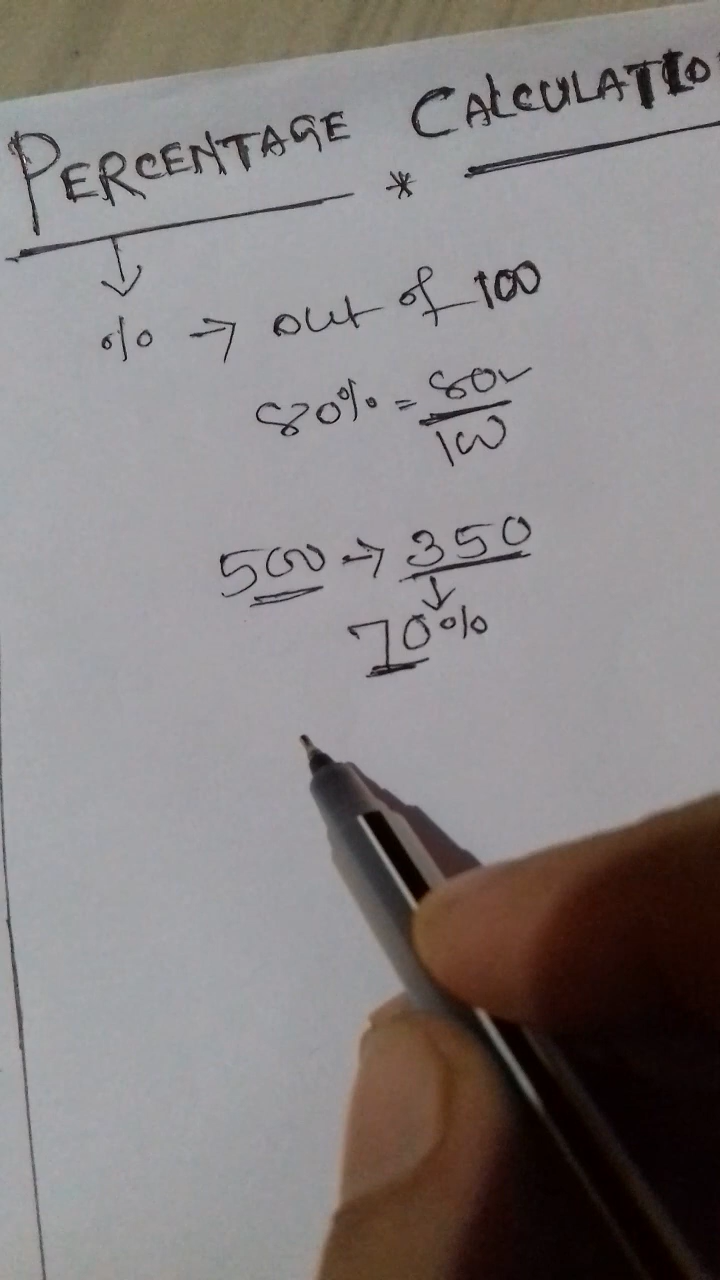 PERCENTAGE * CALCULATIO
↓
% → out of 100
80% = 80/100
500 → 350
↓
70%